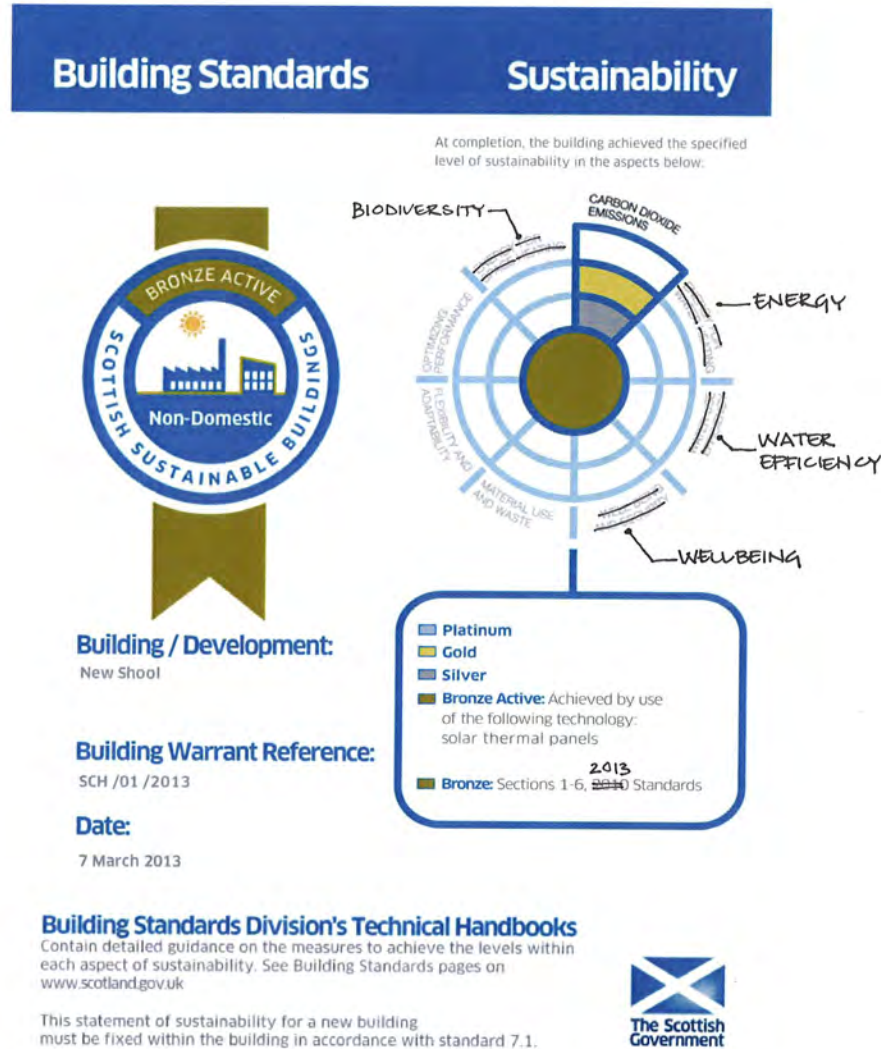 Building Standards
Sustainability
At completion, the building achieved the specified
level of sustainability in the aspects below:
BIODIVERSITY
CARBON DIOXIDE
EMISSIONS
ENERGY
WATER
EFFICIENCY
WELLBEING
MATERIAL USE
AND WASTE
FLEXIBILITY AND
ADAPTABILITY
OPTIMIZING
PERFORMANCE
BRONZE ACTIVE
Non-Domestic
SCOTTISH SUSTAINABLE BUILDINGS
Building / Development:
New Shool
Building Warrant Reference:
SCH /01 /2013
Date:
7 March 2013
Platinum
Gold
Silver
Bronze Active: Achieved by use
of the following technology:
solar thermal panels
2013
Bronze: Sections 1-6, 2010 Standards
Building Standards Division's Technical Handbooks
Contain detailed guidance on the measures to achieve the levels within
each aspect of sustainability. See Building Standards pages on
www.scotland.gov.uk
This statement of sustainability for a new building
must be fixed within the building in accordance with standard 7.1.
The Scottish
Government